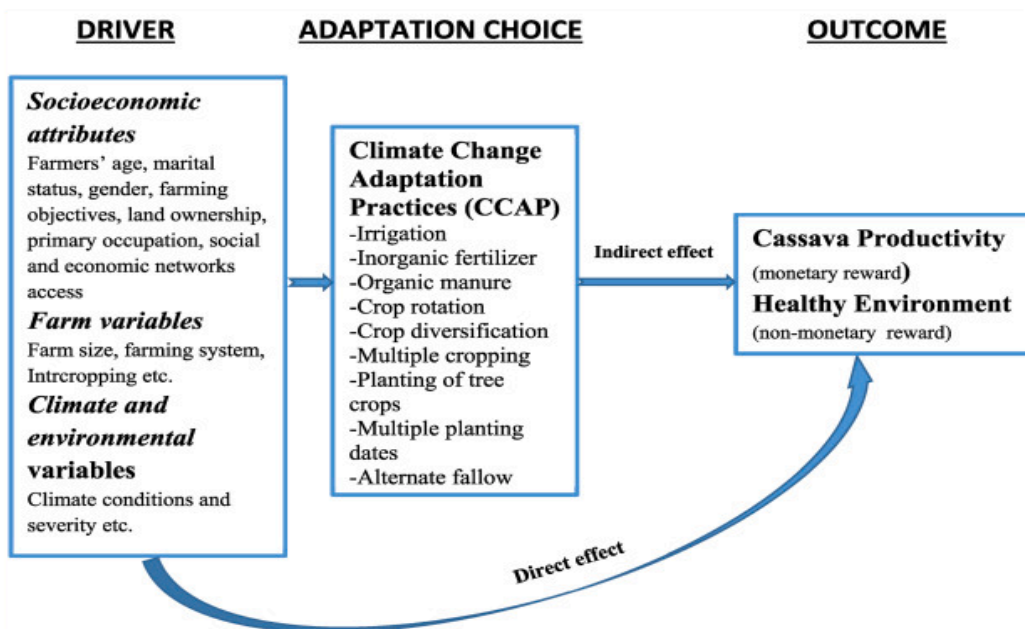 DRIVER
ADAPTATION CHOICE
OUTCOME
Socioeconomic
attributes
Farmers’ age, marital
status, gender, farming
objectives, land ownership,
primary occupation, social
and economic networks
access
Farm variables
Farm size, farming system,
Intrcropping etc.
Climate and
environmental
variables
Climate conditions and
severity etc.
Climate Change
Adaptation
Practices (CCAP)
-Irrigation
-Inorganic fertilizer
-Organic manure
-Crop rotation
-Crop diversification
-Multiple cropping
-Planting of tree
crops
-Multiple planting
dates
-Alternate fallow
Indirect effect
Cassava Productivity
(monetary reward)
Healthy Environment
(non-monetary reward)
Direct effect